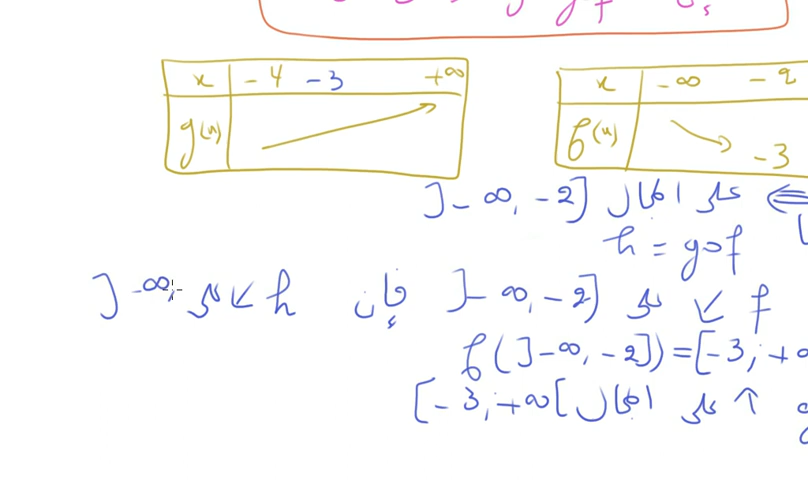 x -4 -3 +∞
g(x)
x -∞ -2
f(x) -3
⇐ على المجال ]-∞, -2]
h = gof
f ↘ على ]-∞, -2] فإن h ↘ على ]-∞,
f(]-∞, -2]) = [-3, +∞
↑ على المجال [-3, +∞[